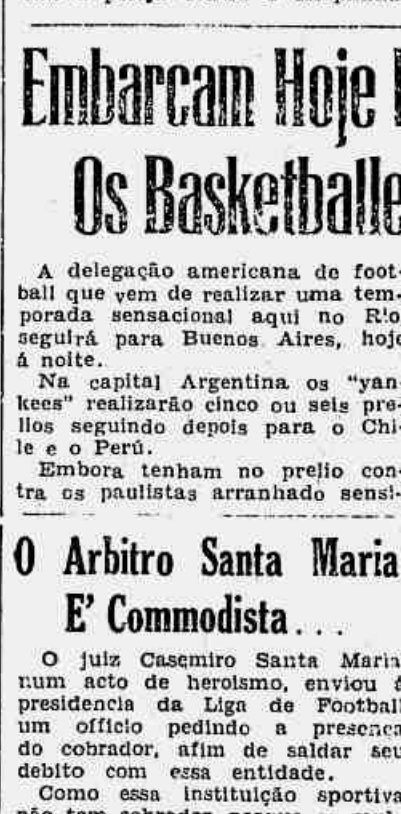 Embarcam Hoje
Os Basketballe
A delegação americana de foot-
ball que vem de realizar uma tem-
porada sensacional aqui no Rio
seguirá para Buenos Aires, hoje
á noite.
Na capital Argentina os "yan-
kees" realizarão cinco ou seis pre-
lios seguindo depois para o Chi-
le e o Perú.
Embora tenham no prelio con-
tra os paulistas arranhado sensi-
O Arbitro Santa Maria
E' Commodista...
O juiz Casemiro Santa Maria
num acto de heroismo, enviou á
presidencia da Liga de Football
um officio pedindo a presença
do cobrador, afim de saldar seu
debito com essa entidade.
Como essa instituição sportiva
não tem cobrador